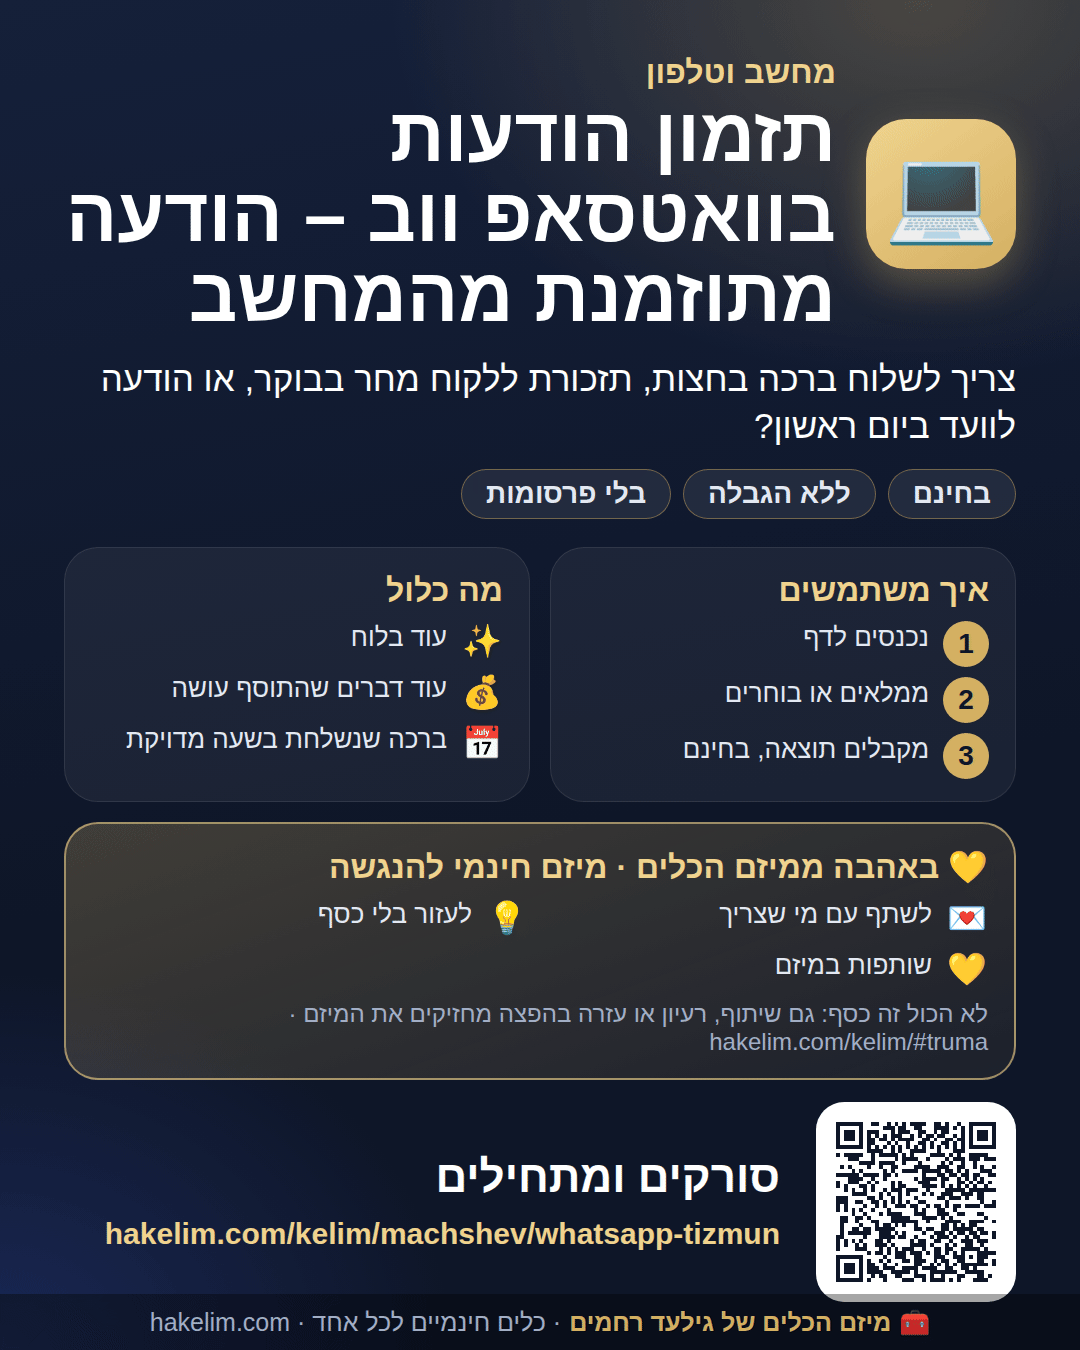 מחשב וטלפון
תזמון הודעות
בוואטסאפ ווב – הודעה
מתוזמנת מהמחשב
צריך לשלוח ברכה בחצות, תזכורת ללקוח מחר בבוקר, או הודעה
לוועד ביום ראשון?
בחינם
ללא הגבלה
בלי פרסומות
איך משתמשים
1 נכנסים לדף
2 ממלאים או בוחרים
3 מקבלים תוצאה, בחינם
מה כלול
עוד בלוח
עוד דברים שהתוסף עושה
ברכה שנשלחת בשעה מדויקת
באהבה ממיזם הכלים · מיזם חינמי להנגשה
לשתף עם מי שצריך
לעזור בלי כסף
שותפות במיזם
לא הכול זה כסף: גם שיתוף, רעיון או עזרה בהפצה מחזיקים את המיזם ·
hakelim.com/kelim/#truma
סורקים ומתחילים
hakelim.com/kelim/machshev/whatsapp-tizmun
מיזם הכלים של גילעד רחמים · כלים חינמיים לכל אחד · hakelim.com